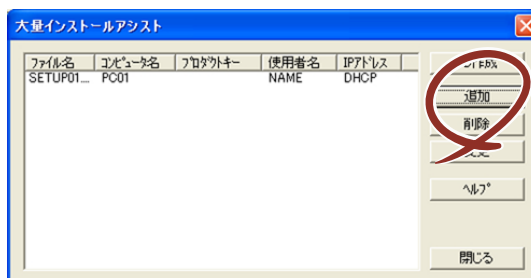 大量インストールアシスト
ファイル名 コンピュータ名 プロダクトキー 使用者名 IPアドレス
SETUP01... PC01 NAME DHCP
追加
削除
ヘルプ
閉じる